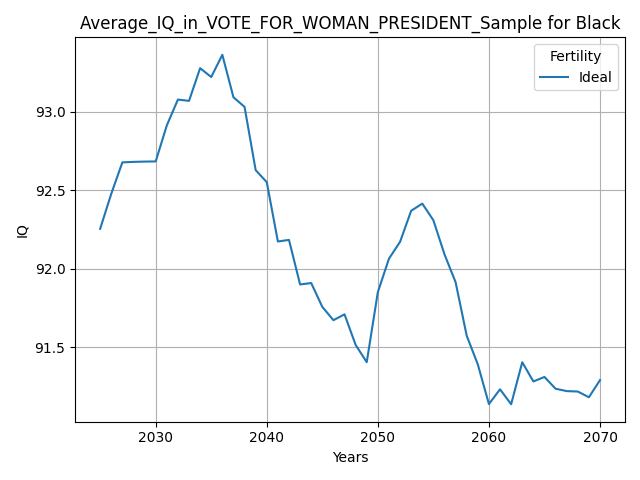 Average_IQ_in_VOTE_FOR_WOMAN_PRESIDENT_Sample for Black
Fertility
Ideal
93.0
92.5
92.0
91.5
IQ
2030 2040 2050 2060 2070
Years